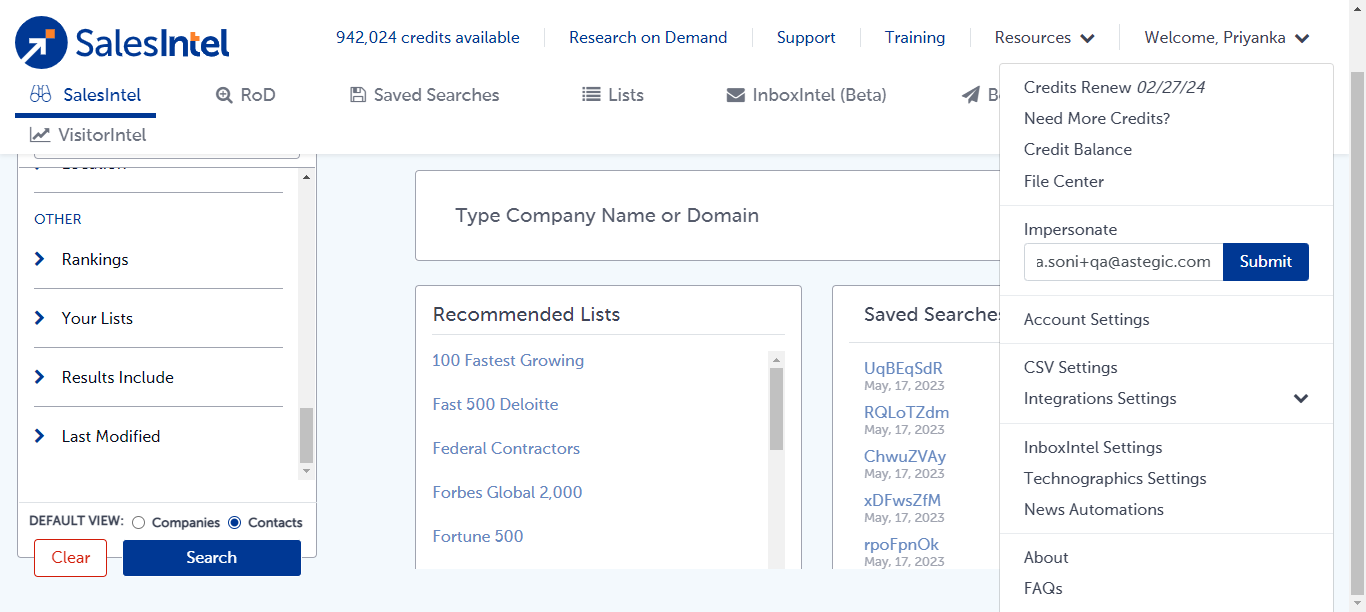 SalesIntel
942,024 credits available
Research on Demand
Support
Training
Resources
Welcome, Priyanka
SalesIntel
RoD
Saved Searches
Lists
InboxIntel (Beta)
VisitorIntel
OTHER
Rankings
Your Lists
Results Include
Last Modified
DEFAULT VIEW:
Companies
Contacts
Clear
Search
Type Company Name or Domain
Recommended Lists
100 Fastest Growing
Fast 500 Deloitte
Federal Contractors
Forbes Global 2,000
Fortune 500
Saved Searches
UqBEqSdR
May, 17, 2023
RQLoTZdm
May, 17, 2023
ChwuZVAy
May, 17, 2023
xDFwsZfM
May, 17, 2023
rpoFpnOk
May, 17, 2023
Credits Renew 02/27/24
Need More Credits?
Credit Balance
File Center
Impersonate
a.soni+qa@astegic.com
Submit
Account Settings
CSV Settings
Integrations Settings
InboxIntel Settings
Technographics Settings
News Automations
About
FAQs